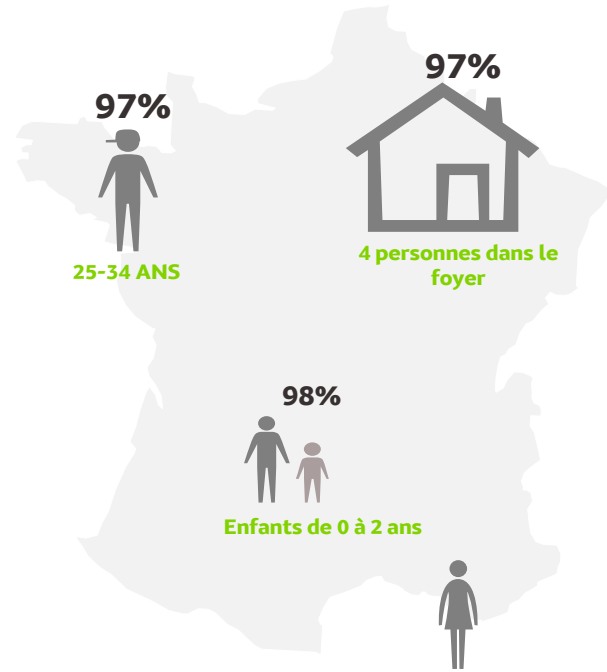 97%
25-34 ANS
97%
4 personnes dans le
foyer
98%
Enfants de 0 à 2 ans